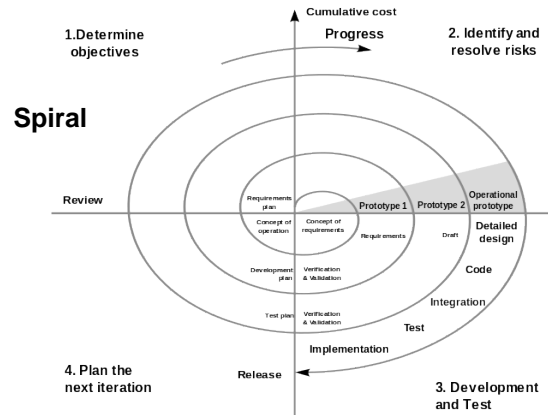 Cumulative cost
1.Determine
objectives
Progress
2. Identify and
resolve risks
Spiral
Review
Requirements
plan
Prototype 1
Prototype 2
Operational
prototype
Concept of
operation
Concept of
requirements
Requirements
Draft
Detailed
design
Development
plan
Verification
& Validation
Code
Test plan
Verification
& Validation
Integration
Test
Implementation
4. Plan the
next iteration
Release
3. Development
and Test